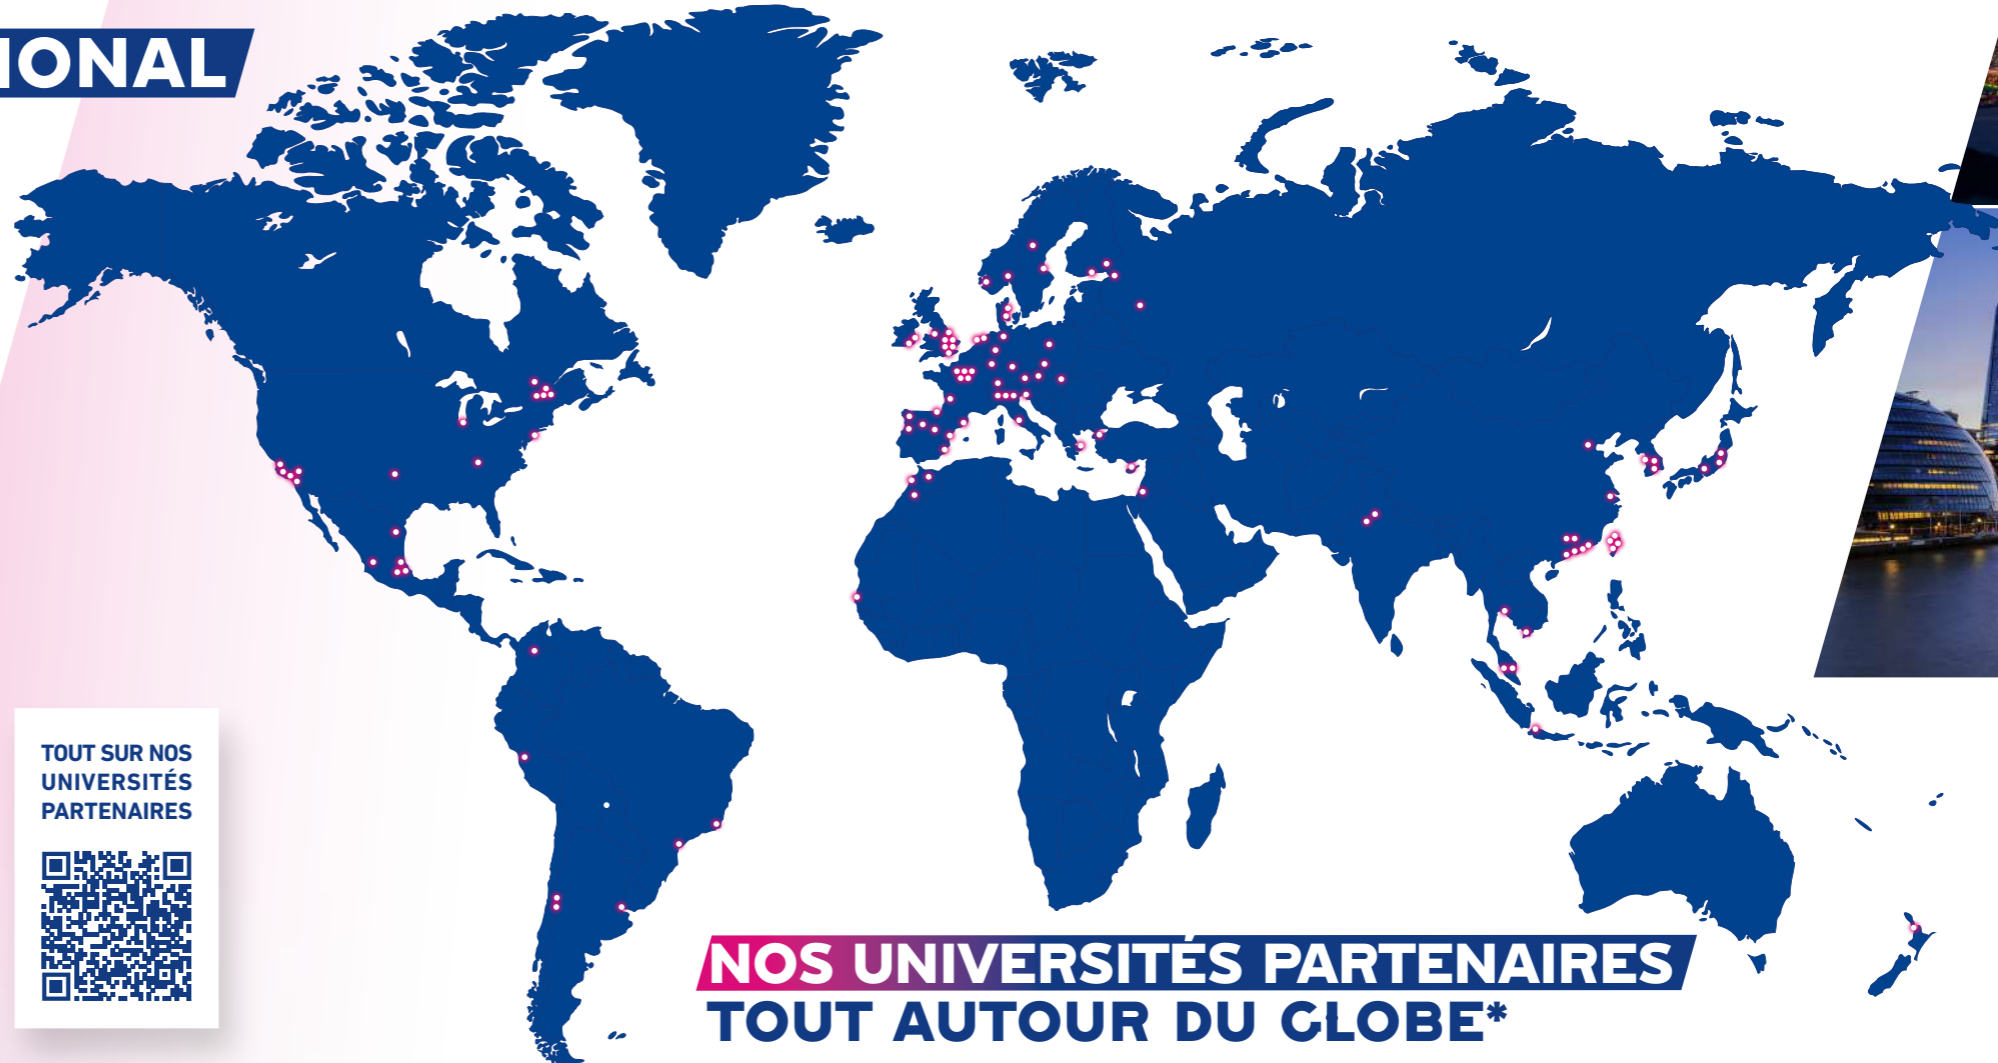 IONAL
TOUT SUR NOS
UNIVERSITÉS
PARTENAIRES
NOS UNIVERSITÉS PARTENAIRES
TOUT AUTOUR DU GLOBE*